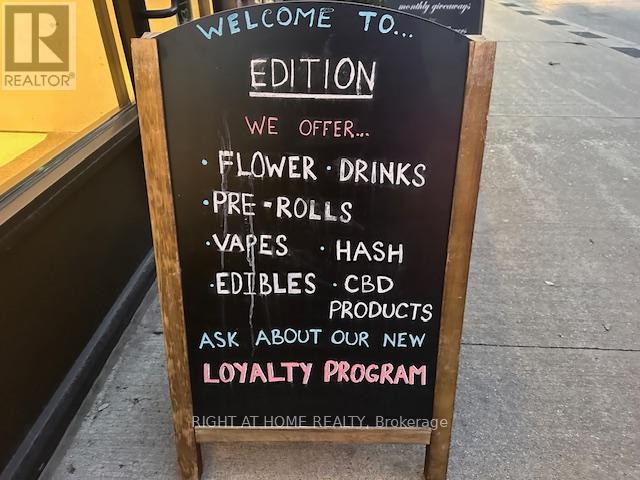 monthly giveaways
WELCOME TO...
EDITION
WE OFFER...
• FLOWER • DRINKS
• PRE-ROLLS
• VAPES • HASH
• EDIBLES • CBD
PRODUCTS
ASK ABOUT OUR NEW
LOYALTY PROGRAM
RIGHT AT HOME REALTY, Brokerage
R
REALTOR®